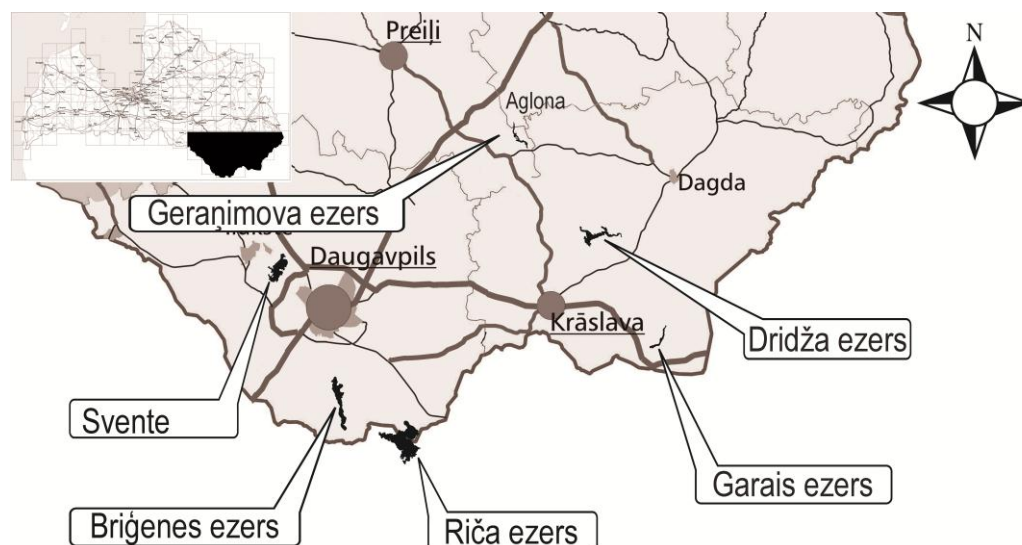 Preiļi
N
Aglona
Dagda
Geraņimova ezers
Daugavpils
Krāslava
Dridža ezers
Svente
Garais ezers
Briģenes ezers
Riča ezers